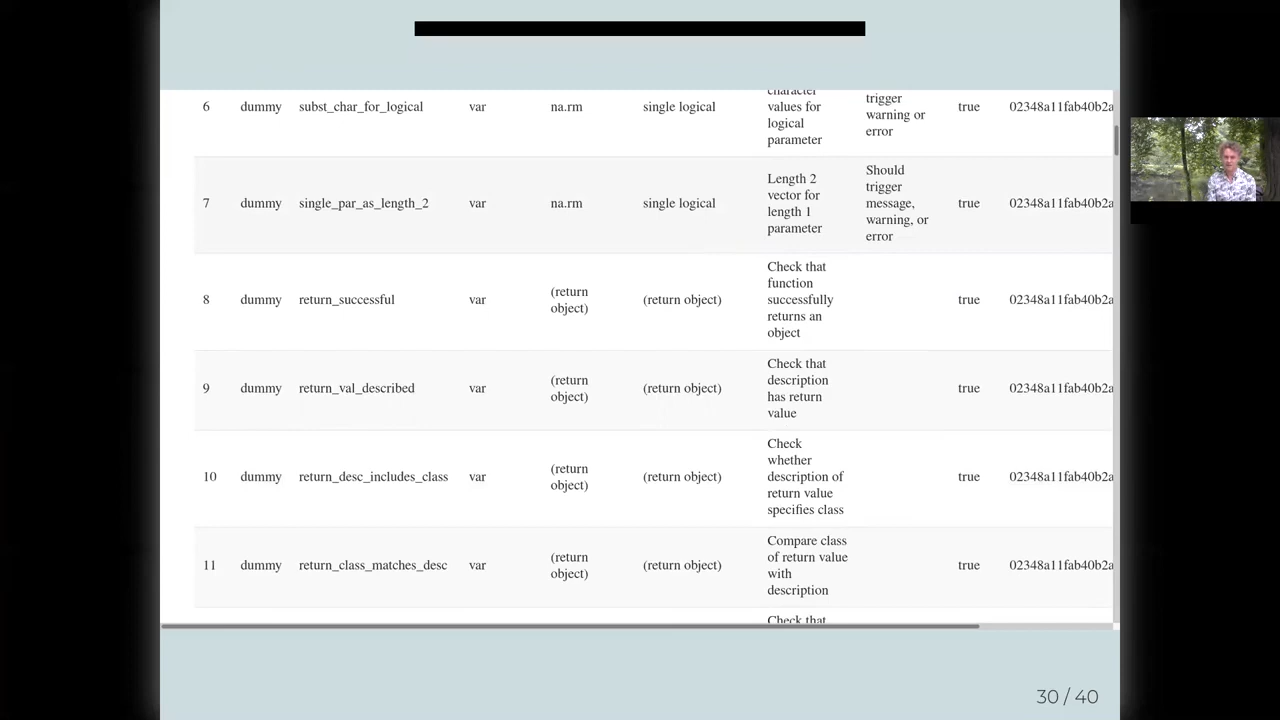 character
6 dummy subst_char_for_logical var na.rm single logical values for logical parameter trigger warning or error true 02348a11fab40b2a
7 dummy single_par_as_length_2 var na.rm single logical Length 2 vector for length 1 parameter Should trigger message, warning, or error true 02348a11fab40b2a
8 dummy return_successful var (return object) (return object) Check that function successfully returns an object true 02348a11fab40b2a
9 dummy return_val_described var (return object) (return object) Check that description has return value true 02348a11fab40b2a
10 dummy return_desc_includes_class var (return object) (return object) Check whether description of return value specifies class true 02348a11fab40b2a
11 dummy return_class_matches_desc var (return object) (return object) Compare class of return value with description true 02348a11fab40b2a
Check that
30 / 40